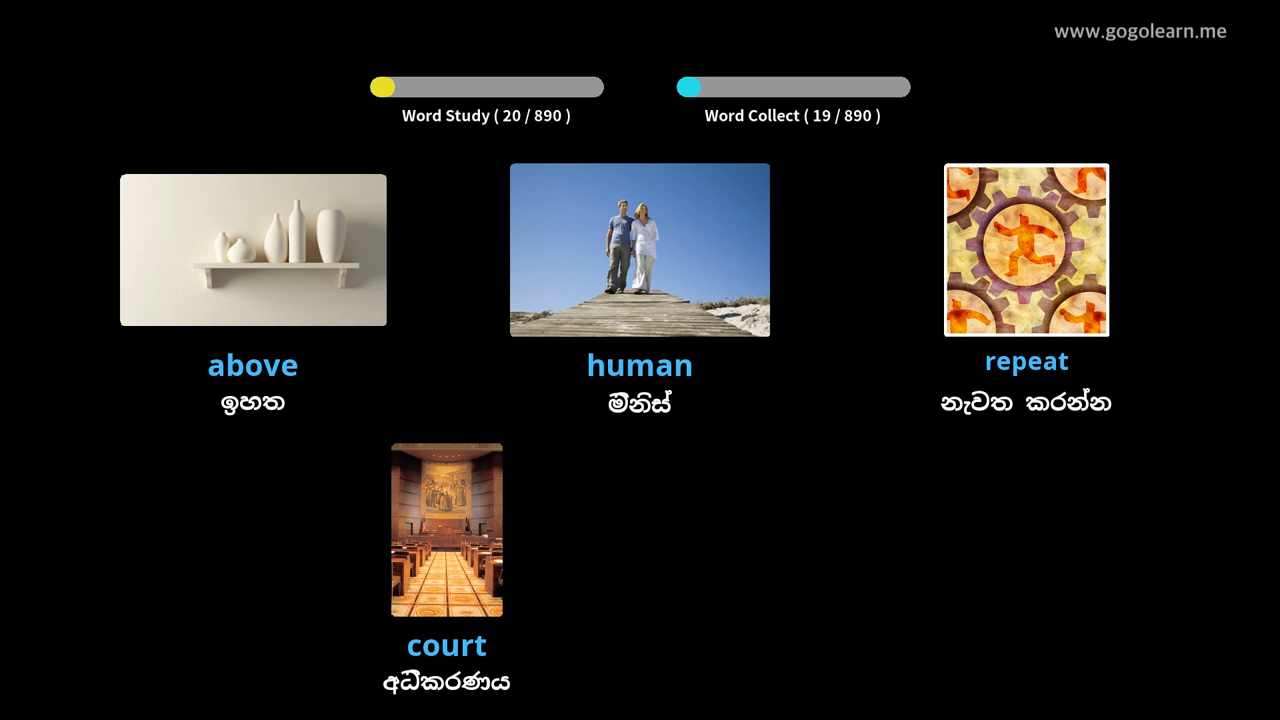 www.gogolearn.me
Word Study ( 20 / 890 )
Word Collect ( 19 / 890 )
above
ඉහත
human
මිනිස්
repeat
නැවත කරන්න
court
අධිකරණය